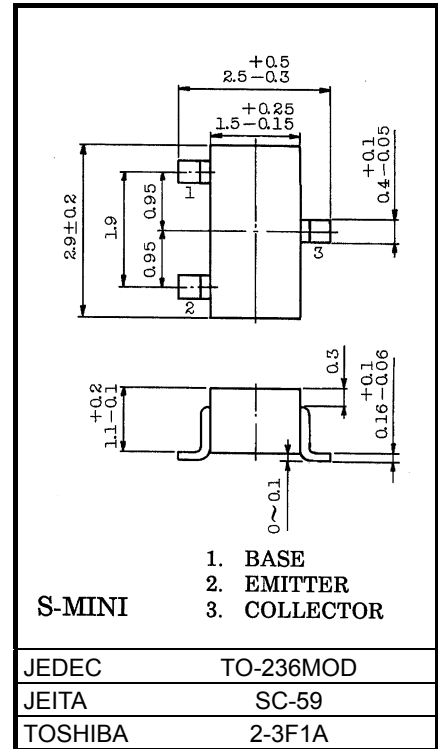 +0.5
2.5−0.3
+0.25
1.5−0.15
+0.1
0.4−0.05
2.9±0.2
1.9
0.95
0.95
1
2
3
+0.2
1.1−0.1
0.3
+0.1
0.16−0.06
0~0.1
1. BASE
2. EMITTER
3. COLLECTOR
S-MINI
JEDEC TO-236MOD
JEITA SC-59
TOSHIBA 2-3F1A